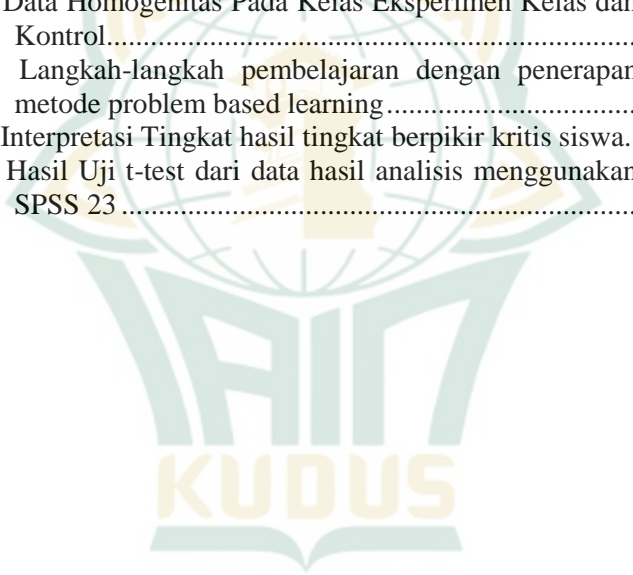 Data Homogenitas Pada Kelas Eksperimen Kelas dan
Kontrol.......................................................................
Langkah-langkah pembelajaran dengan penerapan
metode problem based learning..................................
Interpretasi Tingkat hasil tingkat berpikir kritis siswa.
Hasil Uji t-test dari data hasil analisis menggunakan
SPSS 23......................................................................
IAIN
KUDUS